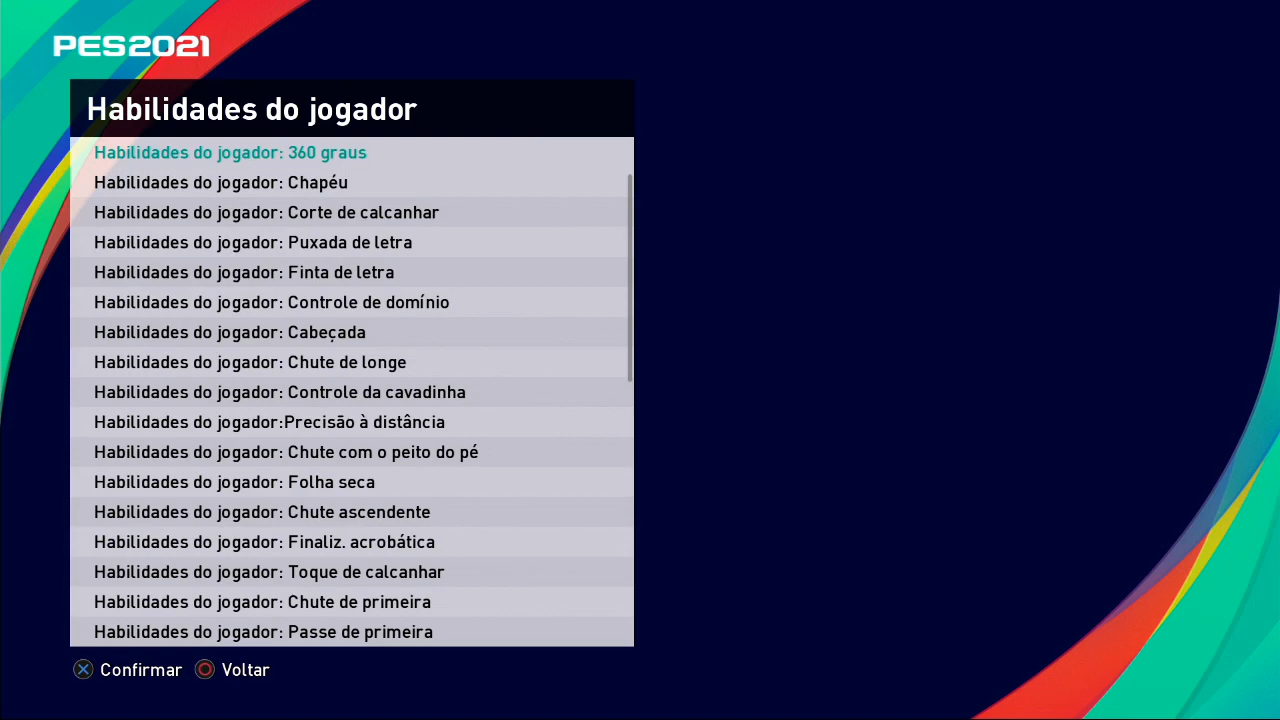 PES2021
Habilidades do jogador
Habilidades do jogador: 360 graus
Habilidades do jogador: Chapéu
Habilidades do jogador: Corte de calcanhar
Habilidades do jogador: Puxada de letra
Habilidades do jogador: Finta de letra
Habilidades do jogador: Controle de domínio
Habilidades do jogador: Cabeçada
Habilidades do jogador: Chute de longe
Habilidades do jogador: Controle da cavadinha
Habilidades do jogador:Precisão à distância
Habilidades do jogador: Chute com o peito do pé
Habilidades do jogador: Folha seca
Habilidades do jogador: Chute ascendente
Habilidades do jogador: Finaliz. acrobática
Habilidades do jogador: Toque de calcanhar
Habilidades do jogador: Chute de primeira
Habilidades do jogador: Passe de primeira
Confirmar Voltar